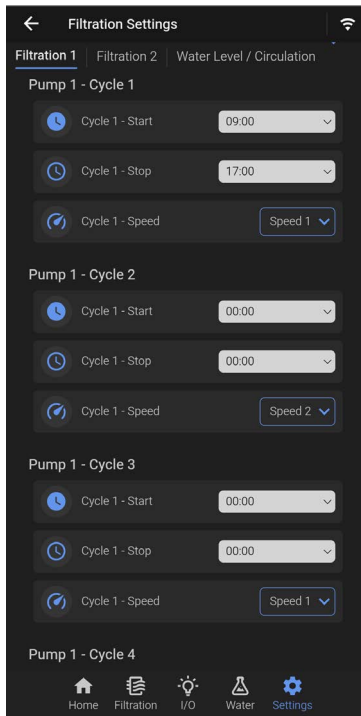 Filtration Settings
Filtration 1 Filtration 2 Water Level / Circulation
Pump 1 - Cycle 1
Cycle 1 - Start 09:00
Cycle 1 - Stop 17:00
Cycle 1 - Speed Speed 1
Pump 1 - Cycle 2
Cycle 1 - Start 00:00
Cycle 1 - Stop 00:00
Cycle 1 - Speed Speed 2
Pump 1 - Cycle 3
Cycle 1 - Start 00:00
Cycle 1 - Stop 00:00
Cycle 1 - Speed Speed 1
Pump 1 - Cycle 4
Home Filtration I/O Water Settings